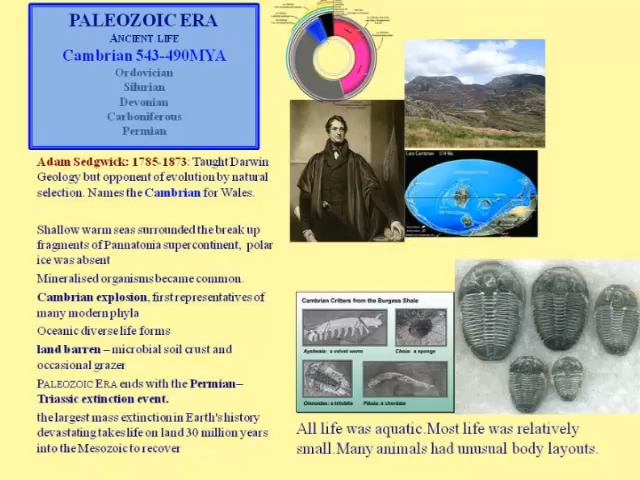 PALEOZOIC ERA
ANCIENT LIFE
Cambrian 543-490MYA
Ordovician
Silurian
Devonian
Carboniferous
Permian
Adam Sedgwick: 1785-1873: Taught Darwin
Geology but opponent of evolution by natural
selection. Names the Cambrian for Wales.
Shallow warm seas surrounded the break up
fragments of Pannatonia supercontinent, polar
ice was absent
Mineralised organisms became common.
Cambrian explosion, first representatives of
many modern phyla
Oceanic diverse life forms
land barren – microbial soil crust and
occasional grazer
PALEOZOIC ERA ends with the Permian–
Triassic extinction event.
the largest mass extinction in Earth's history
devastating takes life on land 30 million years
into the Mesozoic to recover
Late Cambrian 514 Ma
Cambrian Critters from the Burgess Shale
Aysheaia: a velvet worm
Choia: a sponge
Olenoides: a trilobite
Pikaia: a chordate
All life was aquatic.Most life was relatively
small.Many animals had unusual body layouts.